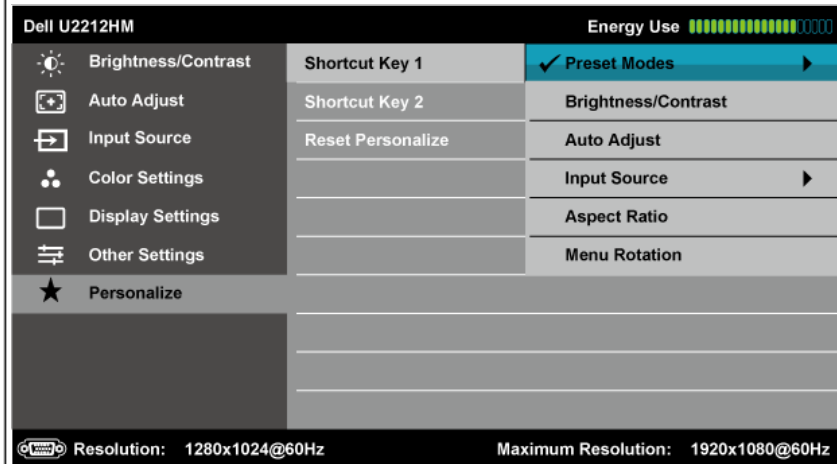 Dell U2212HM Energy Use
Brightness/Contrast
Auto Adjust
Input Source
Color Settings
Display Settings
Other Settings
Personalize
Shortcut Key 1
Shortcut Key 2
Reset Personalize
Preset Modes
Brightness/Contrast
Auto Adjust
Input Source
Aspect Ratio
Menu Rotation
Resolution: 1280x1024@60Hz Maximum Resolution: 1920x1080@60Hz